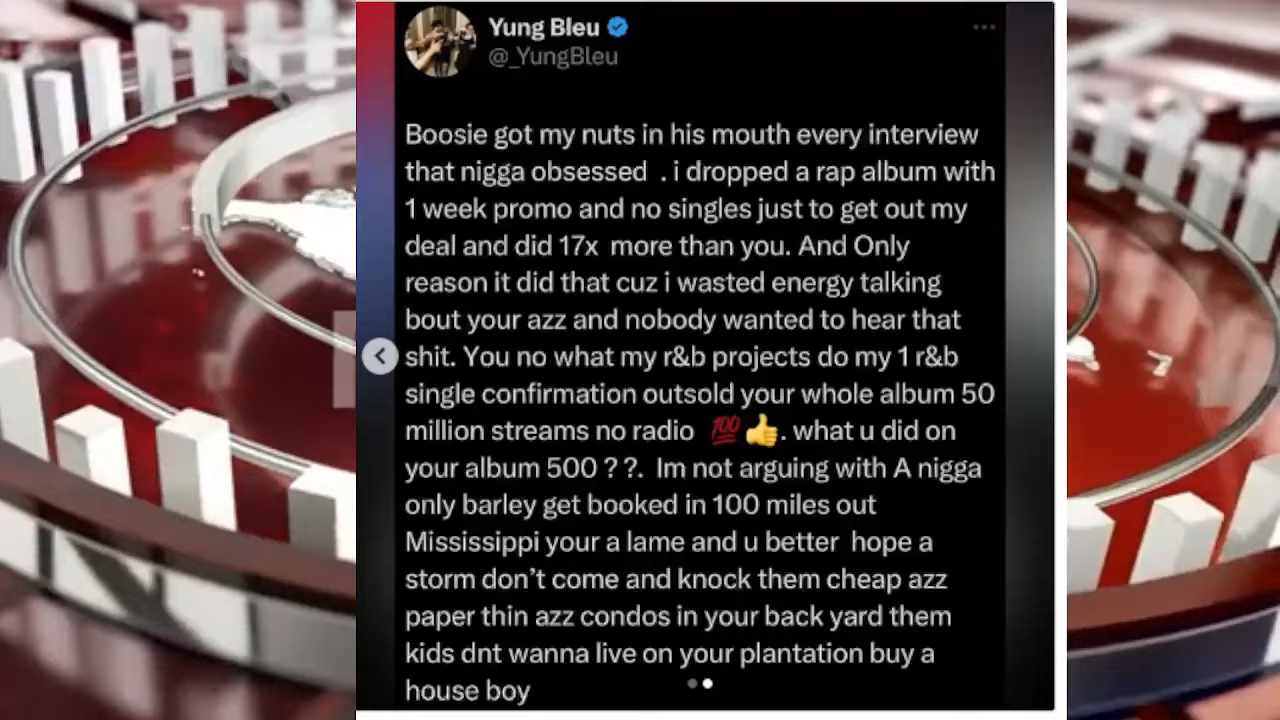 Yung Bleu
@_YungBleu
Boosie got my nuts in his mouth every interview
that nigga obsessed . i dropped a rap album with
1 week promo and no singles just to get out my
deal and did 17x more than you. And Only
reason it did that cuz i wasted energy talking
bout your azz and nobody wanted to hear that
shit. You no what my r&b projects do my 1 r&b
single confirmation outsold your whole album 50
million streams no radio 💯👍. what u did on
your album 500 ? ?. Im not arguing with A nigga
only barley get booked in 100 miles out
Mississippi your a lame and u better hope a
storm don’t come and knock them cheap azz
paper thin azz condos in your back yard them
kids dnt wanna live on your plantation buy a
house boy